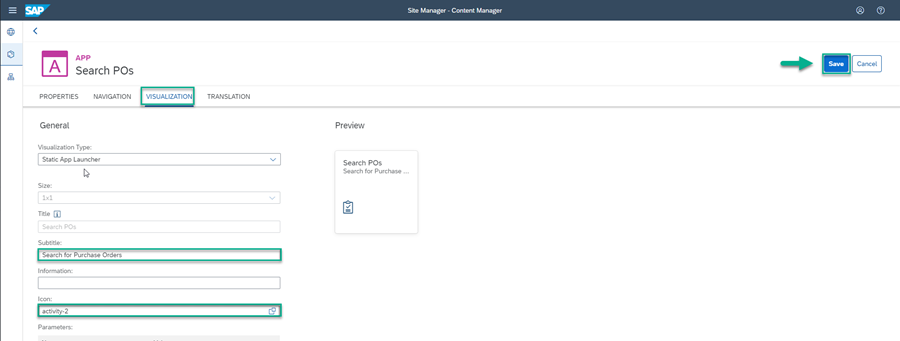 SAP
Site Manager - Content Manager
A
APP
Search POs
Save
Cancel
PROPERTIES
NAVIGATION
VISUALIZATION
TRANSLATION
General
Visualization Type:
Static App Launcher
Size:
1x1
Title
Search POs
Subtitle:
Search for Purchase Orders
Information:
Icon:
activity-2
Parameters:
Preview
Search POs
Search for Purchase ...